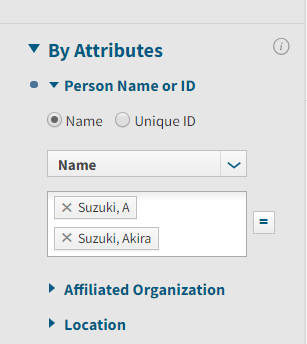 By Attributes
Person Name or ID
Name Unique ID
Name
Suzuki, A
=
Suzuki, Akira
Affiliated Organization
Location